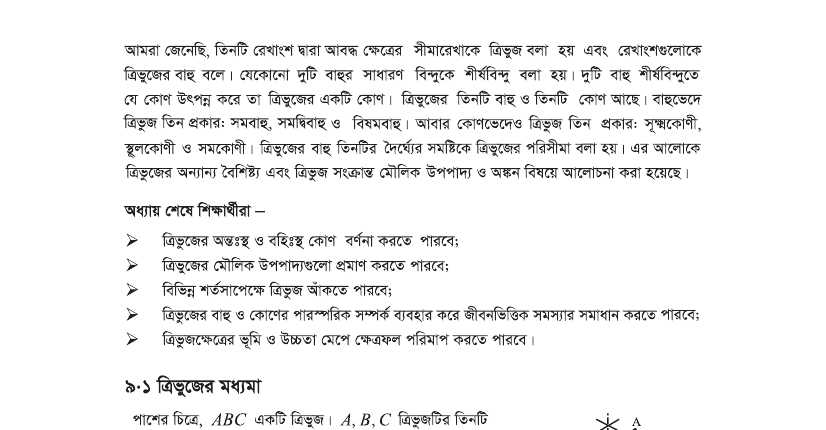 আমরা জেনেছি, তিনটি রেখাংশ দ্বারা আবদ্ধ ক্ষেত্রের সীমারেখাকে ত্রিভুজ বলা হয় এবং রেখাংশগুলোকে
ত্রিভুজের বাহু বলে। যেকোনো দুটি বাহুর সাধারণ বিন্দুকে শীর্ষবিন্দু বলা হয়। দুটি বাহু শীর্ষবিন্দুতে
যে কোণ উৎপন্ন করে তা ত্রিভুজের একটি কোণ। ত্রিভুজের তিনটি বাহু ও তিনটি কোণ আছে। বাহুভেদে
ত্রিভুজ তিন প্রকার: সমবাহু, সমদ্বিবাহু ও বিষমবাহু। আবার কোণভেদেও ত্রিভুজ তিন প্রকার: সূক্ষ্মকোণী,
স্থূলকোণী ও সমকোণী। ত্রিভুজের বাহু তিনটির দৈর্ঘ্যের সমষ্টিকে ত্রিভুজের পরিসীমা বলা হয়। এর আলোকে
ত্রিভুজের অন্যান্য বৈশিষ্ট্য এবং ত্রিভুজ সংক্রান্ত মৌলিক উপপাদ্য ও অঙ্কন বিষয়ে আলোচনা করা হয়েছে।
অধ্যায় শেষে শিক্ষার্থীরা –
➢ ত্রিভুজের অন্তঃস্থ ও বহিঃস্থ কোণ বর্ণনা করতে পারবে;
➢ ত্রিভুজের মৌলিক উপপাদ্যগুলো প্রমাণ করতে পারবে;
➢ বিভিন্ন শর্তসাপেক্ষে ত্রিভুজ আঁকতে পারবে;
➢ ত্রিভুজের বাহু ও কোণের পারস্পরিক সম্পর্ক ব্যবহার করে জীবনভিত্তিক সমস্যার সমাধান করতে পারবে;
➢ ত্রিভুজক্ষেত্রের ভূমি ও উচ্চতা মেপে ক্ষেত্রফল পরিমাপ করতে পারবে।
৯·১ ত্রিভুজের মধ্যমা
পাশের চিত্রে, ABC একটি ত্রিভুজ। A, B, C ত্রিভুজটির তিনটি
A